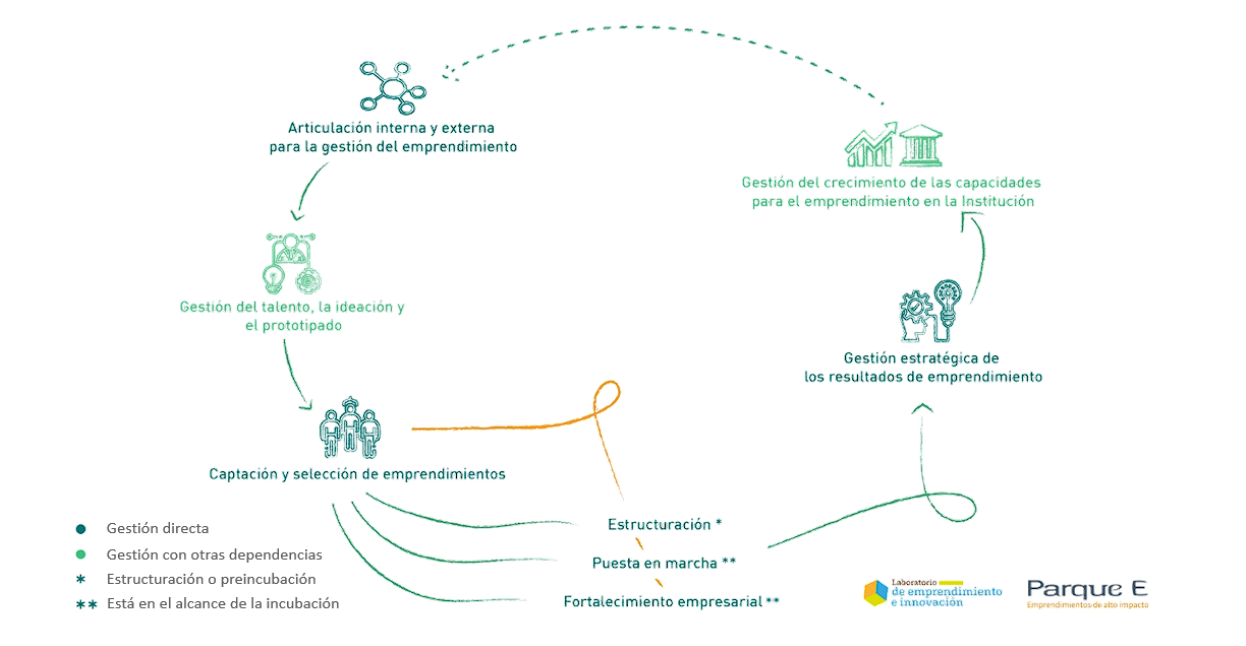 Articulación interna y externa
para la gestión del emprendimiento
Gestión del crecimiento de las capacidades
para el emprendimiento en la Institución
Gestión del talento, la ideación y
el prototipado
Gestión estratégica de
los resultados de emprendimiento
Captación y selección de emprendimientos
Estructuración *
Puesta en marcha **
Fortalecimiento empresarial **
Gestión directa
Gestión con otras dependencias
* Estructuración o preincubación
** Está en el alcance de la incubación
Laboratorio
de emprendimiento
e innovación
Parque E
Emprendimientos de alto impacto